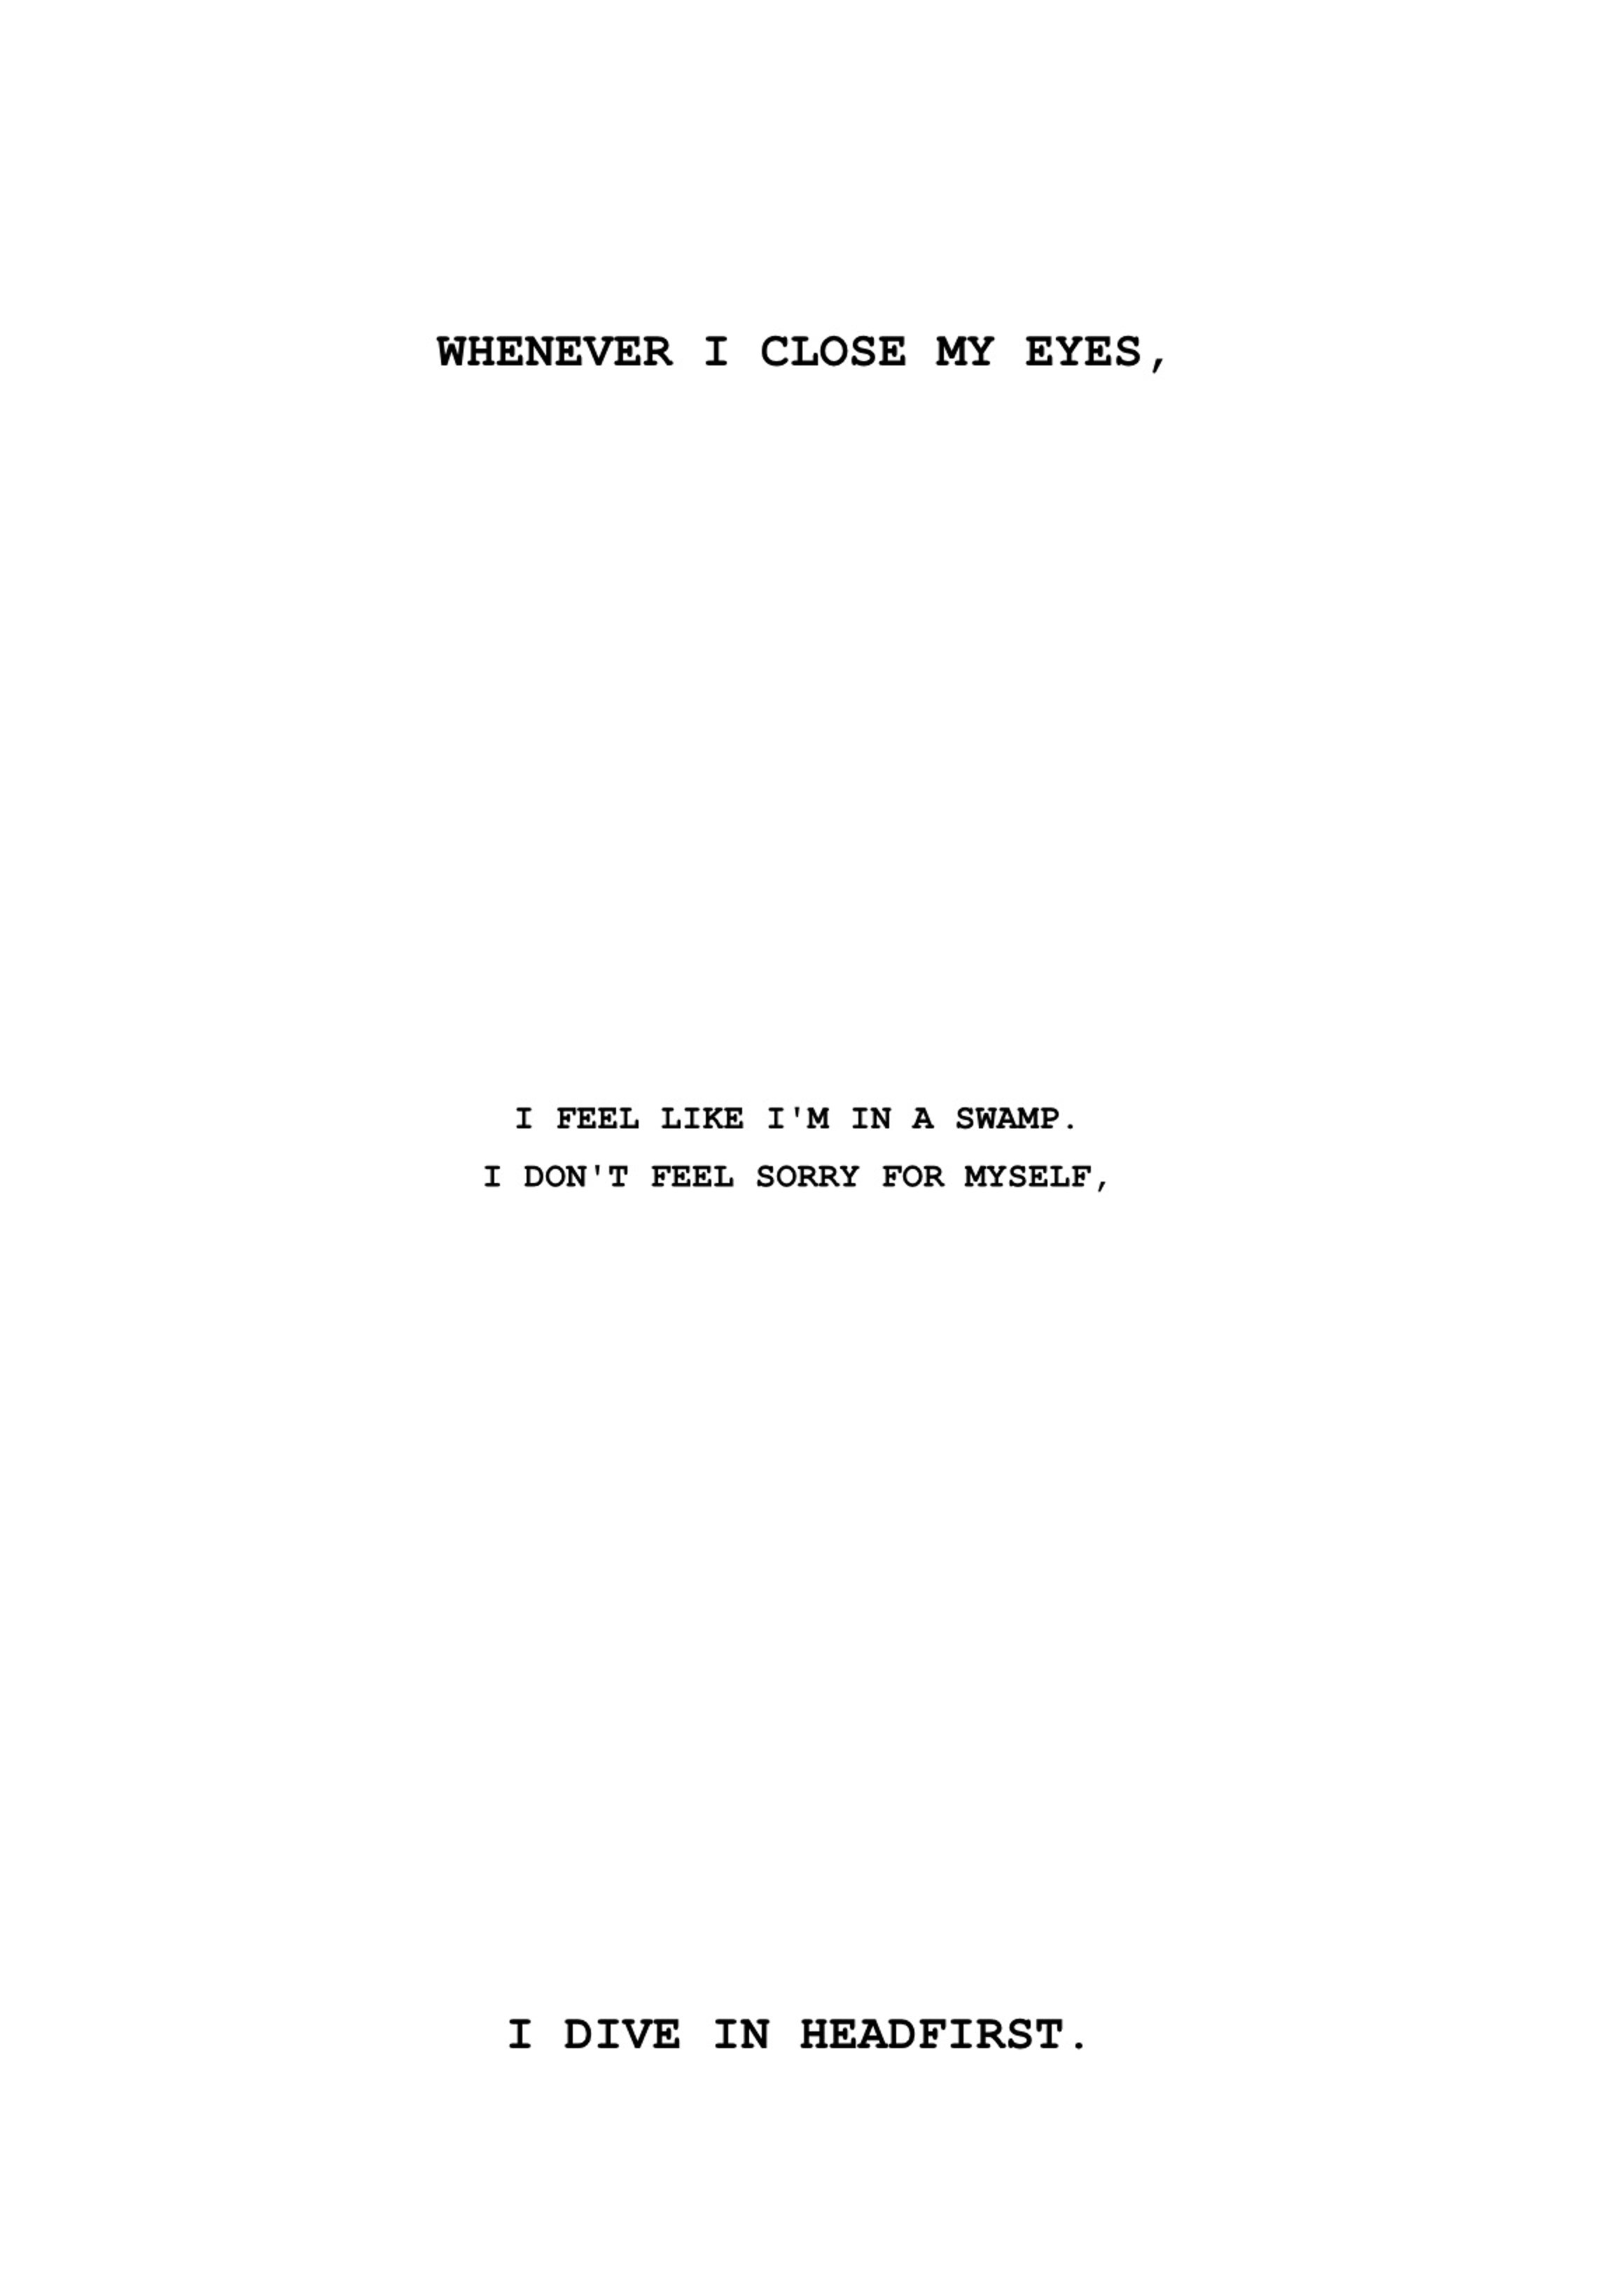 WHENEVER I CLOSE MY EYES,
I FEEL LIKE I'M IN A SWAMP.
I DON'T FEEL SORRY FOR MYSELF,
I DIVE IN HEADFIRST.